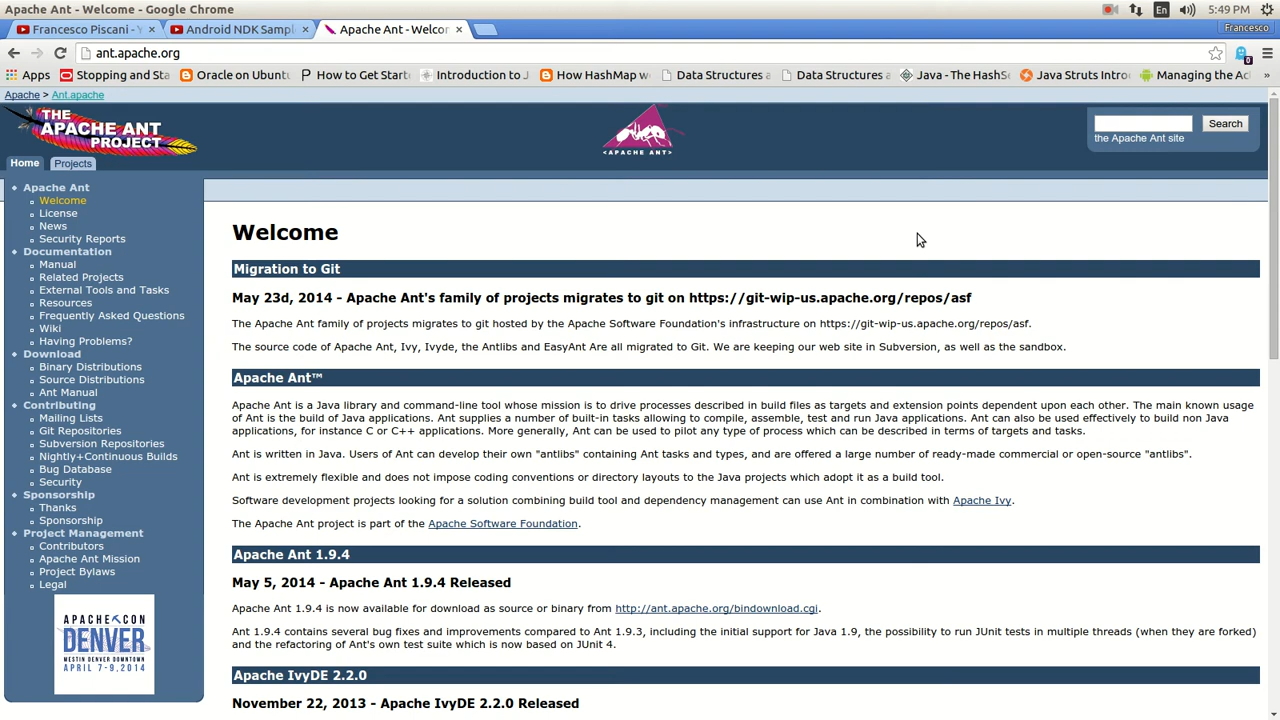 Apache Ant - Welcome - Google Chrome
En
5:49 PM
Francesco Piscani - Y
Android NDK Sampl
Apache Ant - Welcor
Francesco
ant.apache.org
0
Apps
Stopping and Sta
Oracle on Ubunt
How to Get Start
Introduction to J
How HashMap w
Data Structures a
Data Structures a
Java - The HashS
Java Struts Intro
Managing the Ac
»
Apache > Ant.apache
THE
APACHE ANT
PROJECT
<APACHE ANT>
Search
the Apache Ant site
Home
Projects
Apache Ant
Welcome
License
News
Security Reports
Documentation
Manual
Related Projects
External Tools and Tasks
Resources
Frequently Asked Questions
Wiki
Having Problems?
Download
Binary Distributions
Source Distributions
Ant Manual
Contributing
Mailing Lists
Git Repositories
Subversion Repositories
Nightly+Continuous Builds
Bug Database
Security
Sponsorship
Thanks
Sponsorship
Project Management
Contributors
Apache Ant Mission
Project Bylaws
Legal
APACHECON
DENVER
WESTIN DENVER DOWNTOWN
APRIL 7-9, 2014
Welcome
Migration to Git
May 23d, 2014 - Apache Ant's family of projects migrates to git on https://git-wip-us.apache.org/repos/asf
The Apache Ant family of projects migrates to git hosted by the Apache Software Foundation's infrastructure on https://git-wip-us.apache.org/repos/asf.
The source code of Apache Ant, Ivy, Ivyde, the Antlibs and EasyAnt Are all migrated to Git. We are keeping our web site in Subversion, as well as the sandbox.
Apache Ant™
Apache Ant is a Java library and command-line tool whose mission is to drive processes described in build files as targets and extension points dependent upon each other. The main known usage
of Ant is the build of Java applications. Ant supplies a number of built-in tasks allowing to compile, assemble, test and run Java applications. Ant can also be used effectively to build non Java
applications, for instance C or C++ applications. More generally, Ant can be used to pilot any type of process which can be described in terms of targets and tasks.
Ant is written in Java. Users of Ant can develop their own "antlibs" containing Ant tasks and types, and are offered a large number of ready-made commercial or open-source "antlibs".
Ant is extremely flexible and does not impose coding conventions or directory layouts to the Java projects which adopt it as a build tool.
Software development projects looking for a solution combining build tool and dependency management can use Ant in combination with Apache Ivy.
The Apache Ant project is part of the Apache Software Foundation.
Apache Ant 1.9.4
May 5, 2014 - Apache Ant 1.9.4 Released
Apache Ant 1.9.4 is now available for download as source or binary from http://ant.apache.org/bindownload.cgi.
Ant 1.9.4 contains several bug fixes and improvements compared to Ant 1.9.3, including the initial support for Java 1.9, the possibility to run JUnit tests in multiple threads (when they are forked)
and the refactoring of Ant's own test suite which is now based on JUnit 4.
Apache IvyDE 2.2.0
November 22, 2013 - Apache IvyDE 2.2.0 Released